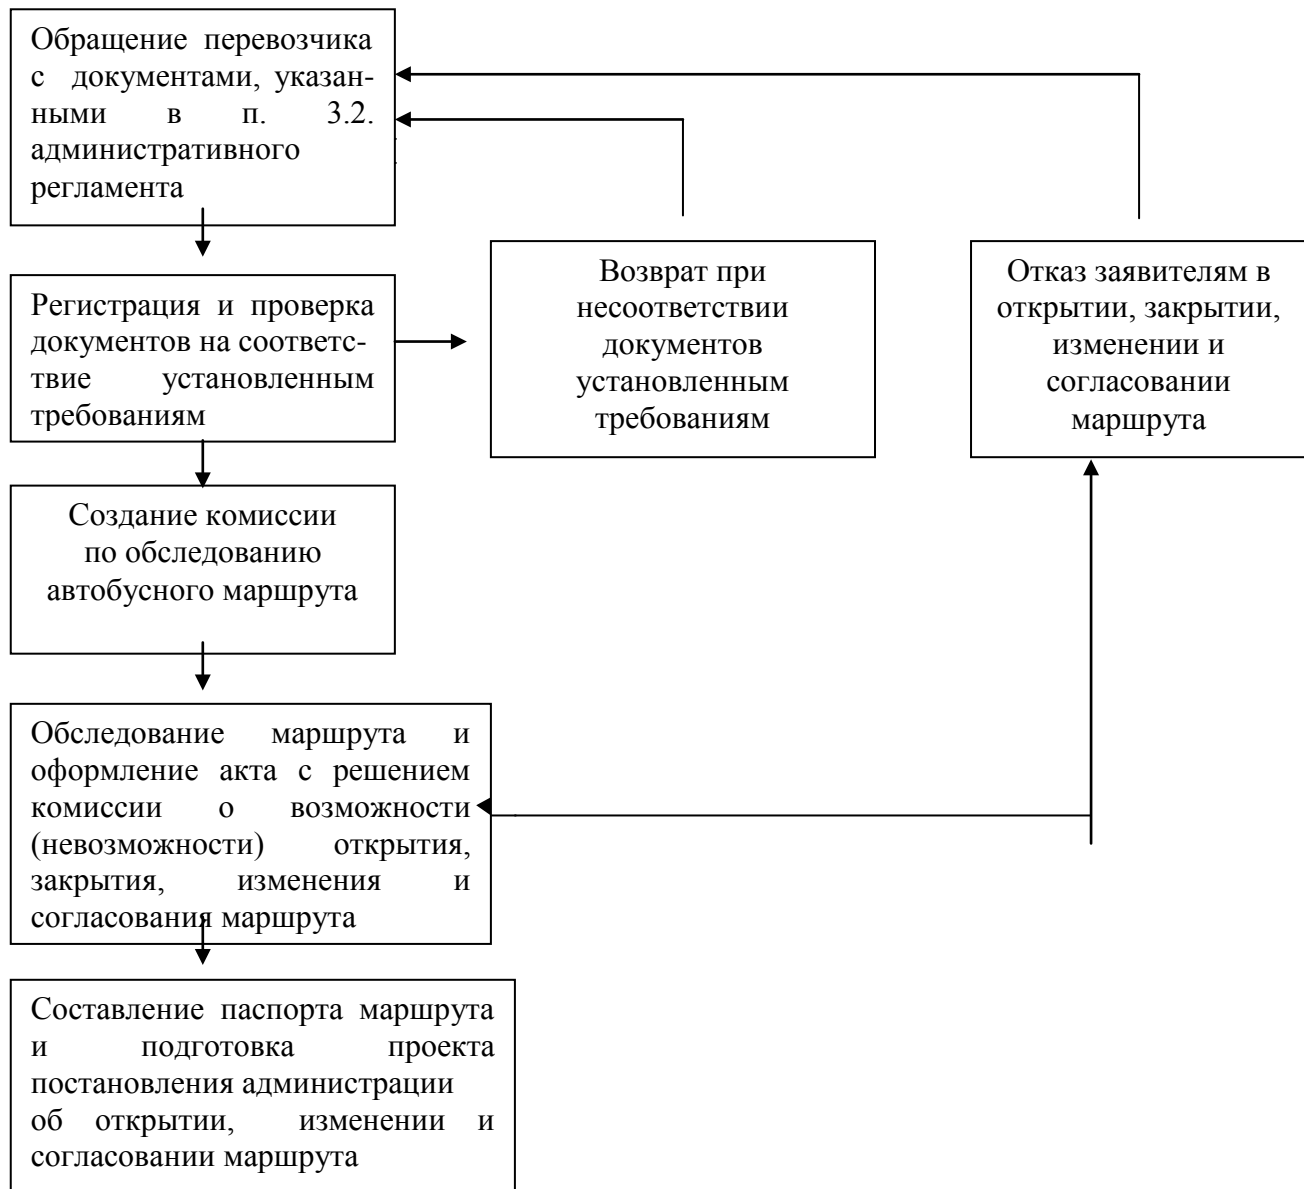 Обращение перевозчика
с документами, указан-
ными в п. 3.2.
административного
регламента
Регистрация и проверка
документов на соответс-
твие установленным
требованиям
Возврат при
несоответствии
документов
установленным
требованиям
Отказ заявителям в
открытии, закрытии,
изменении и
согласовании
маршрута
Создание комиссии
по обследованию
автобусного маршрута
Обследование маршрута и
оформление акта с решением
комиссии о возможности
(невозможности) открытия,
закрытия, изменения и
согласования маршрута
Составление паспорта маршрута
и подготовка проекта
постановления администрации
об открытии, изменении и
согласовании маршрута